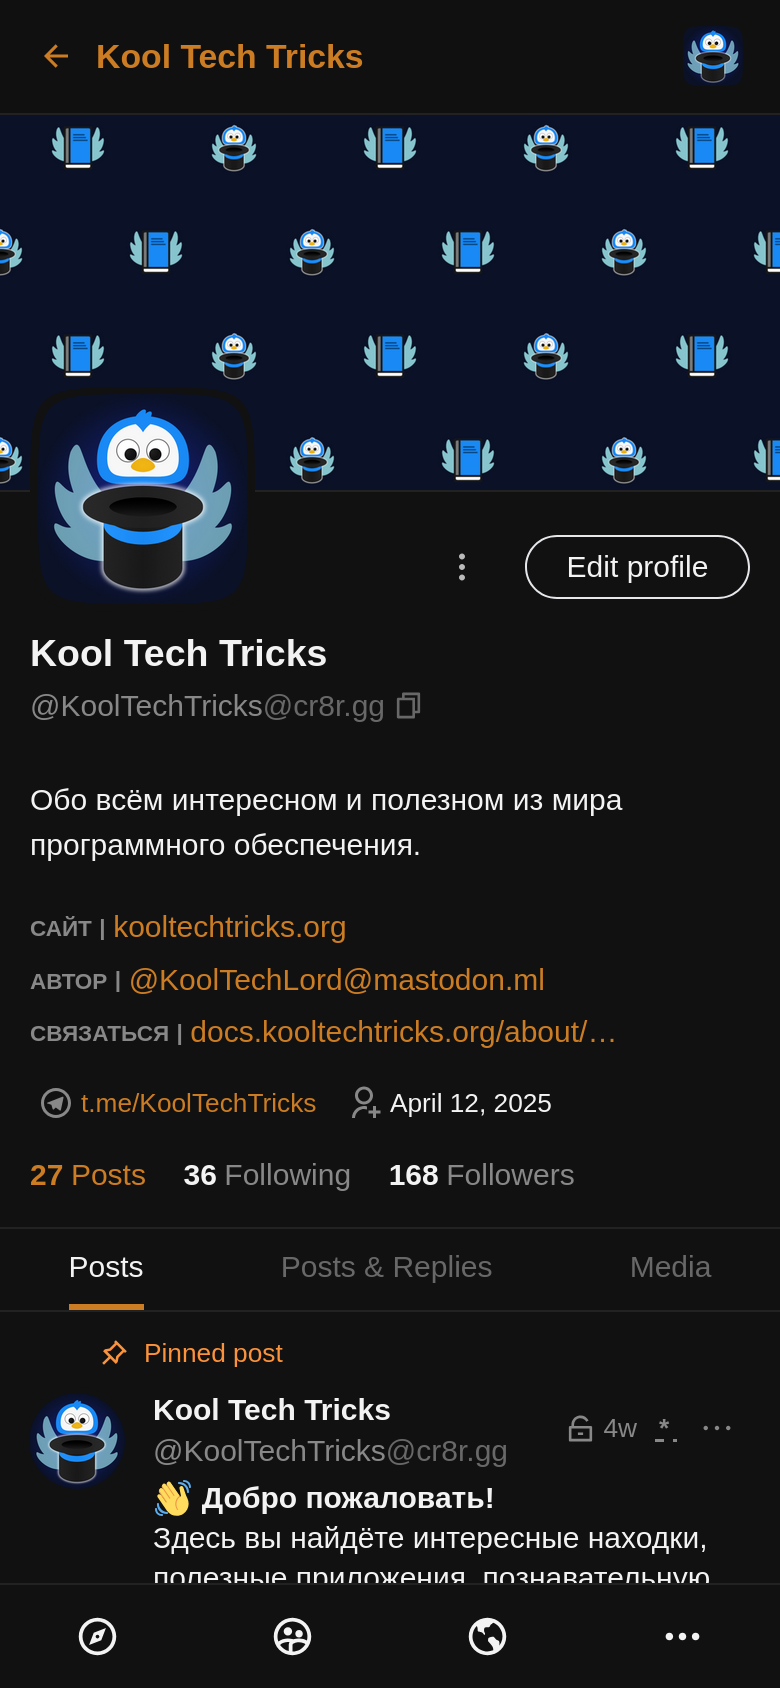 Kool Tech Tricks
Edit profile
Kool Tech Tricks
@KoolTechTricks@cr8r.gg
Обо всём интересном и полезном из мира
программного обеспечения.
САЙТ | kooltechtricks.org
АВТОР | @KoolTechLord@mastodon.ml
СВЯЗАТЬСЯ | docs.kooltechtricks.org/about/…
t.me/KoolTechTricks April 12, 2025
27 Posts 36 Following 168 Followers
Posts Posts & Replies Media
Pinned post
Kool Tech Tricks
@KoolTechTricks@cr8r.gg
4w
👋 Добро пожаловать!
Здесь вы найдёте интересные находки,
полезные приложения, познавательную